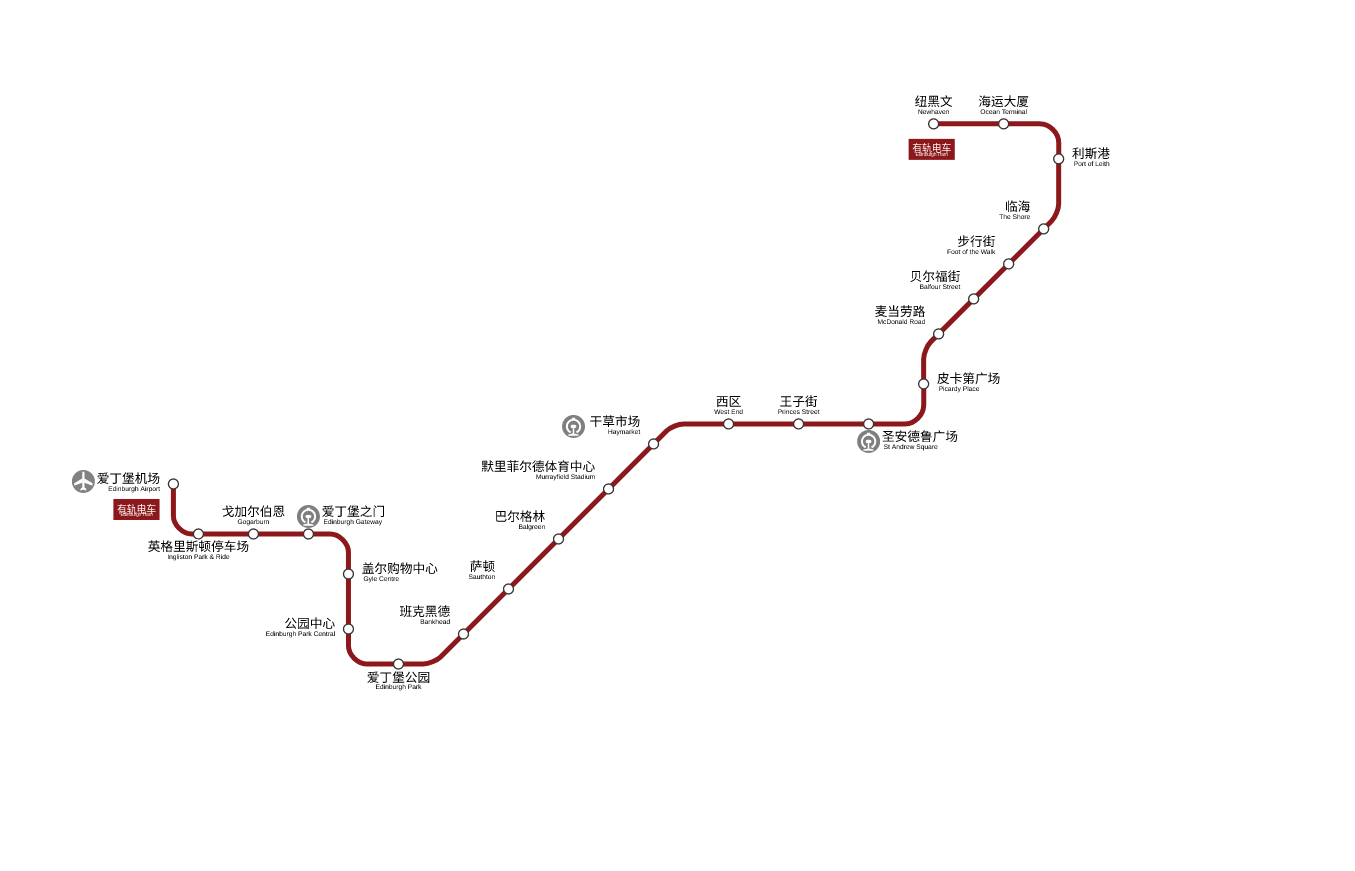 纽黑文
Newhaven
海运大厦
Ocean Terminal
有轨电车
Edinburgh Tram
利斯港
Port of Leith
临海
The Shore
步行街
Foot of the Walk
贝尔福街
Balfour Street
麦当劳路
McDonald Road
皮卡第广场
Picardy Place
西区
West End
王子街
Princes Street
圣安德鲁广场
St Andrew Square
干草市场
Haymarket
默里菲尔德体育中心
Murrayfield Stadium
巴尔格林
Balgreen
萨顿
Saughton
班克黑德
Bankhead
爱丁堡机场
Edinburgh Airport
有轨电车
Edinburgh Tram
英格里斯顿停车场
Ingliston Park & Ride
戈加尔伯恩
Gogarburn
爱丁堡之门
Edinburgh Gateway
盖尔购物中心
Gyle Centre
公园中心
Edinburgh Park Central
爱丁堡公园
Edinburgh Park